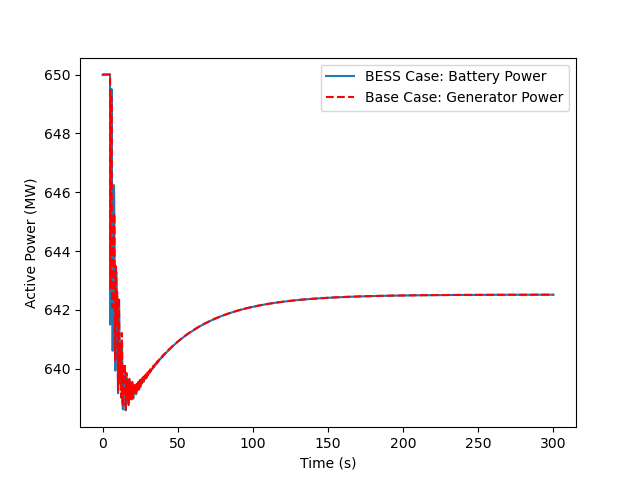 BESS Case: Battery Power
Base Case: Generator Power
Active Power (MW)
650
648
646
644
642
640
0 50 100 150 200 250 300
Time (s)